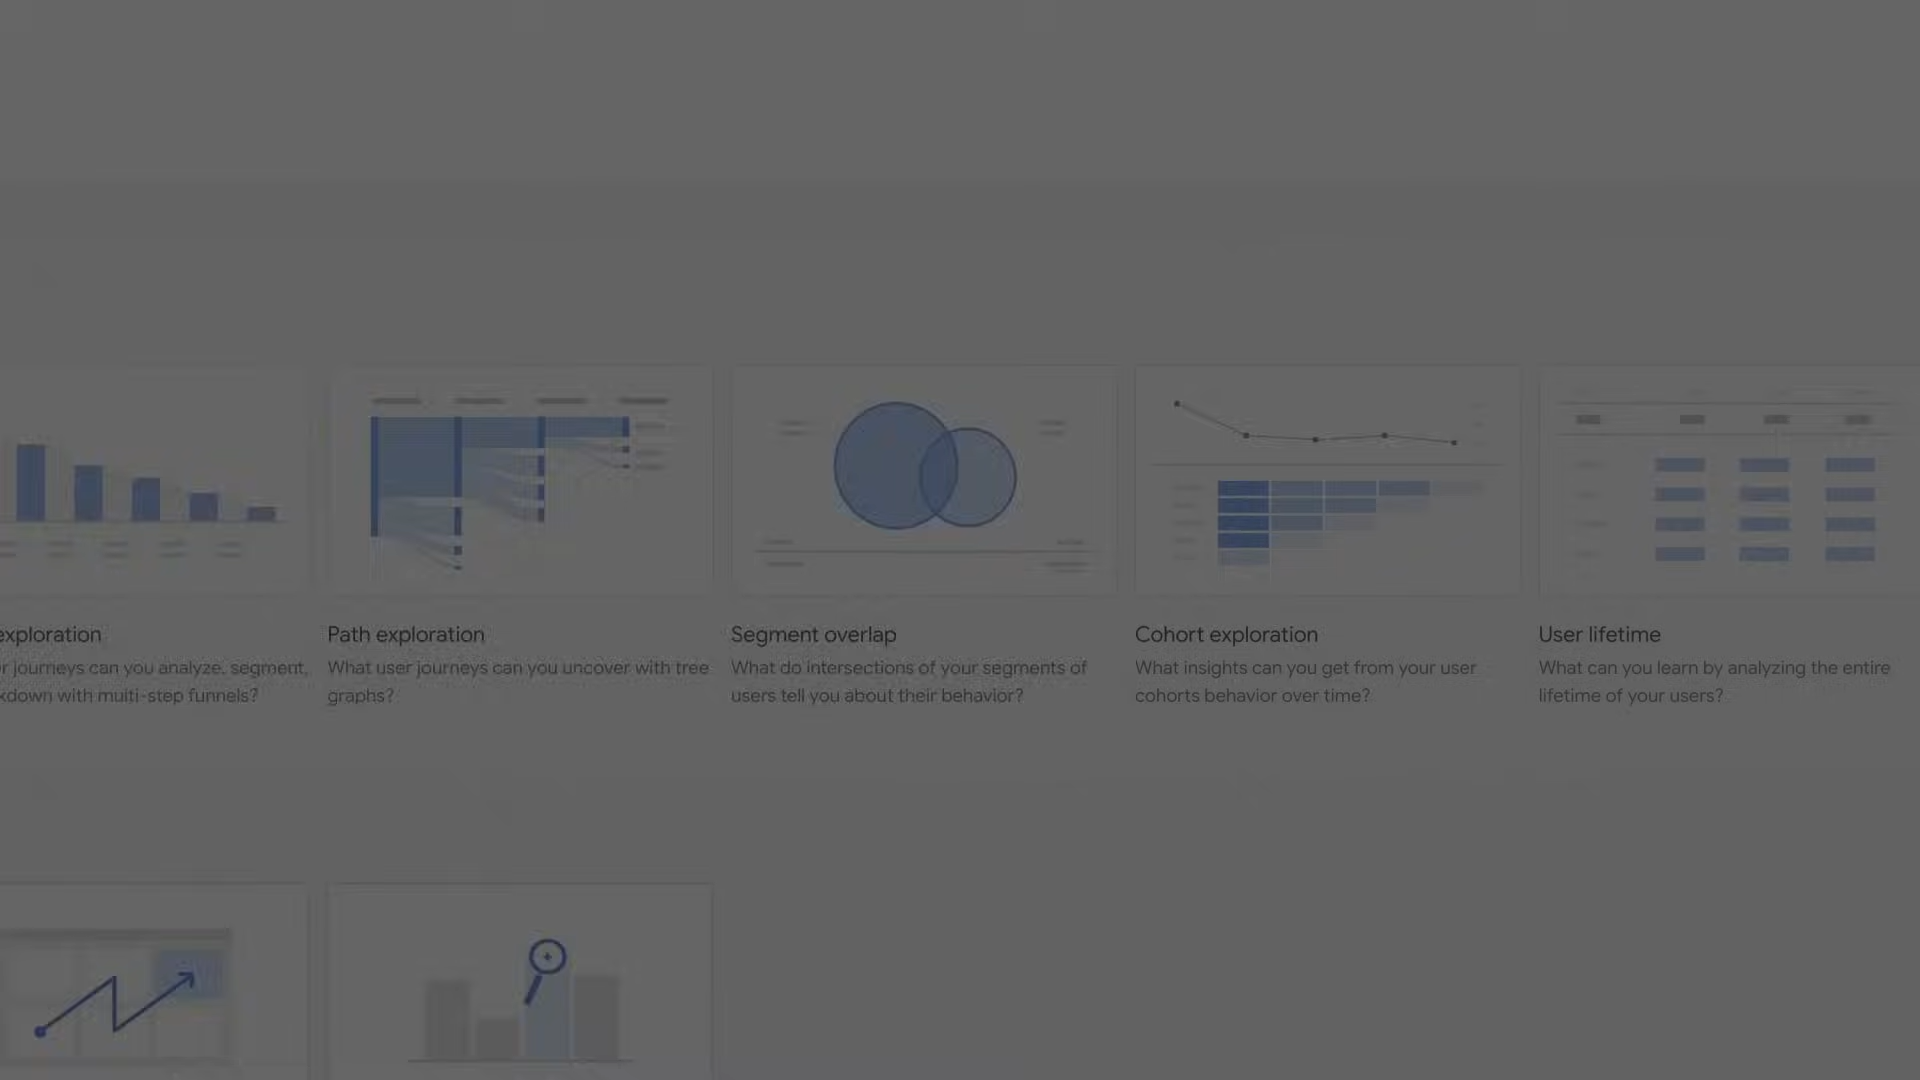 exploration
r journeys can you analyze, segment,
kdown with multi-step funnels?
Path exploration
What user journeys can you uncover with tree
graphs?
Segment overlap
What do intersections of your segments of
users tell you about their behavior?
Cohort exploration
What insights can you get from your user
cohorts behavior over time?
User lifetime
What can you learn by analyzing the entire
lifetime of your users?